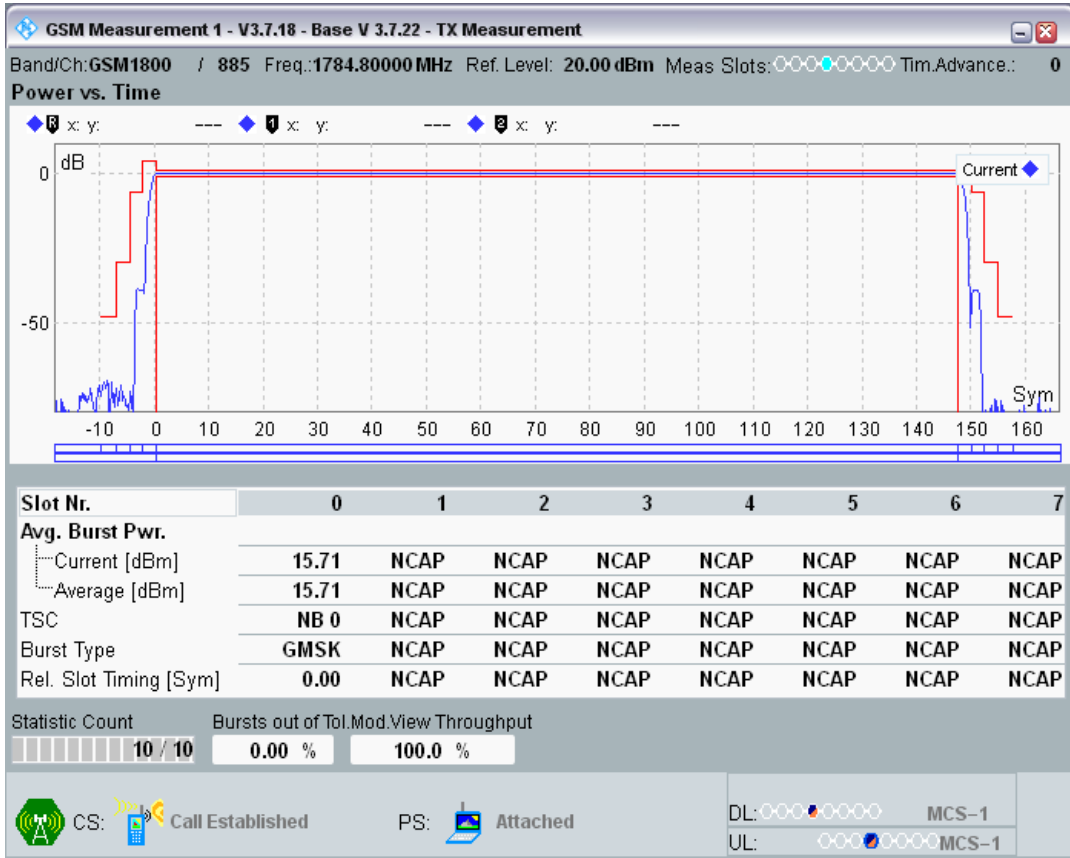 GSM Measurement 1 - V3.7.18 - Base V 3.7.22 - TX Measurement
Band/Ch:GSM1800 / 885 Freq.:1784.80000 MHz Ref. Level: 20.00 dBm Meas Slots: Tim.Advance.: 0
Power vs. Time
R x: y: --- 1 x: y: --- 2 x: y: ---
dB
Current
0
-50
Sym
-10 0 10 20 30 40 50 60 70 80 90 100 110 120 130 140 150 160
Slot Nr. 0 1 2 3 4 5 6 7
Avg. Burst Pwr.
Current [dBm] 15.71 NCAP NCAP NCAP NCAP NCAP NCAP NCAP
Average [dBm] 15.71 NCAP NCAP NCAP NCAP NCAP NCAP NCAP
TSC NB 0 NCAP NCAP NCAP NCAP NCAP NCAP NCAP
Burst Type GMSK NCAP NCAP NCAP NCAP NCAP NCAP NCAP
Rel. Slot Timing [Sym] 0.00 NCAP NCAP NCAP NCAP NCAP NCAP NCAP
Statistic Count Bursts out of Tol.Mod.View Throughput
10 / 10 0.00 % 100.0 %
CS: Call Established PS: Attached
DL: MCS-1
UL: MCS-1